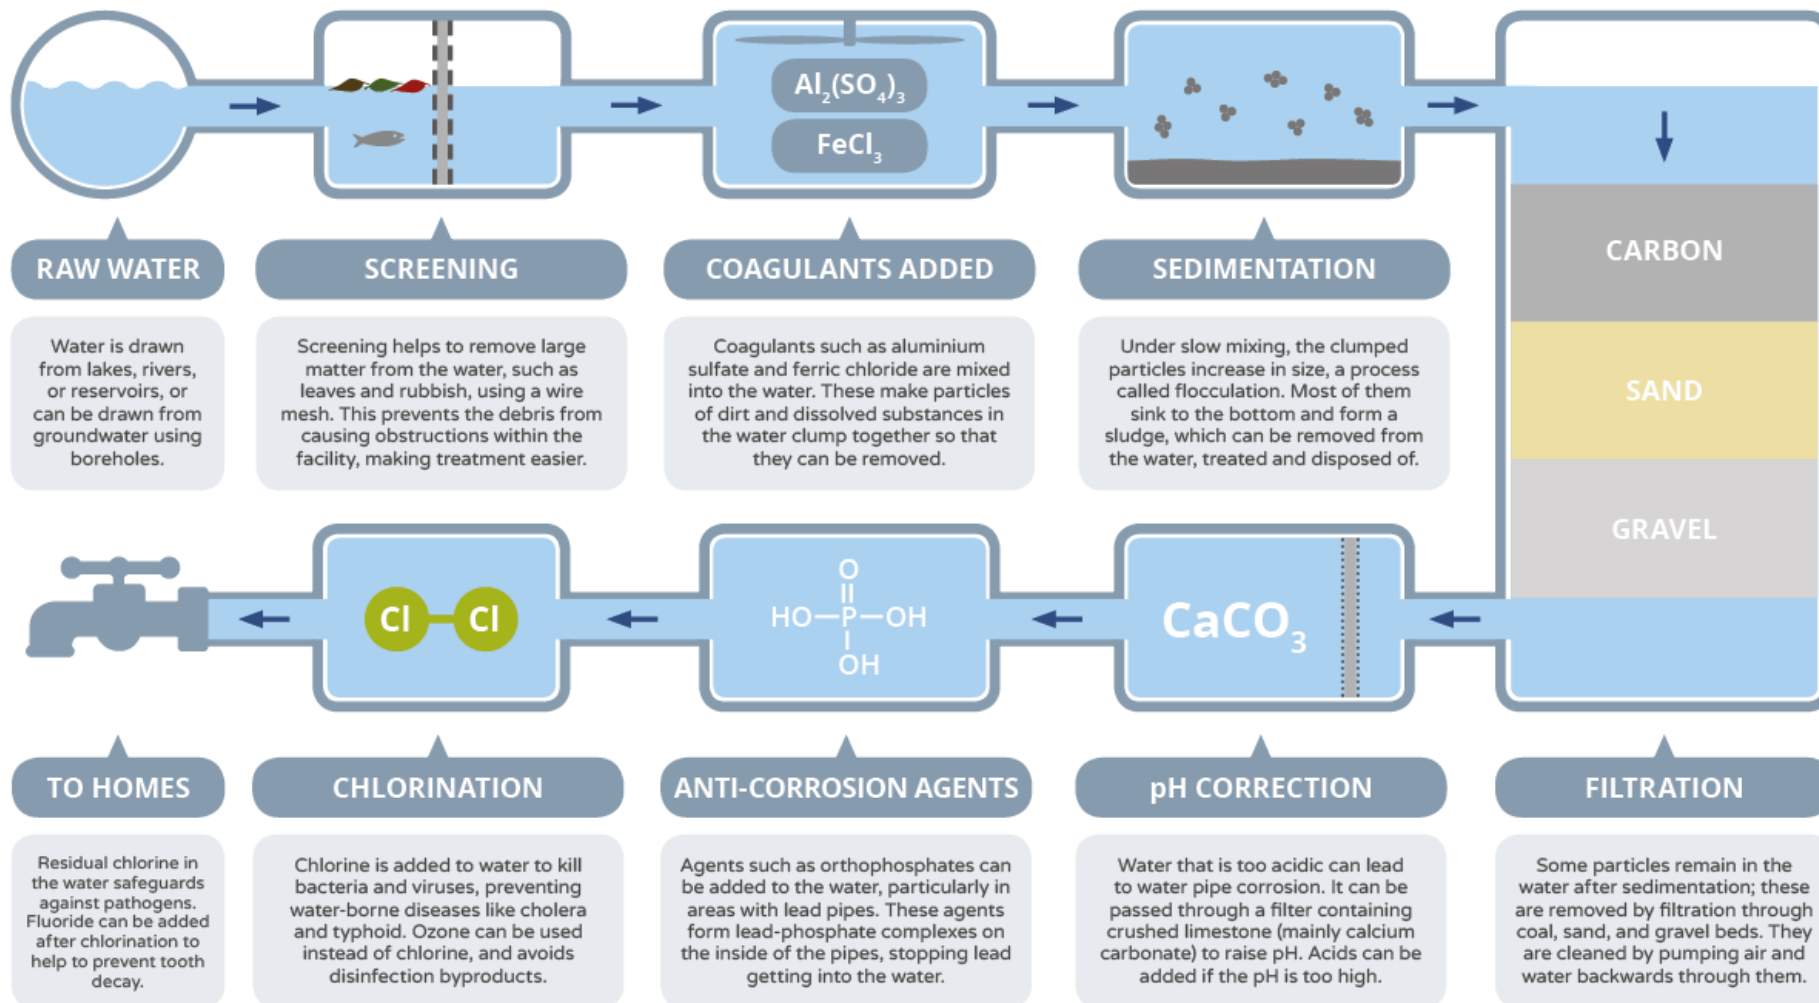 Al2(SO4)3
FeCl3
CARBON
SAND
GRAVEL
RAW WATER
Water is drawn
from lakes, rivers,
or reservoirs, or
can be drawn from
groundwater using
boreholes.
SCREENING
Screening helps to remove large
matter from the water, such as
leaves and rubbish, using a wire
mesh. This prevents the debris from
causing obstructions within the
facility, making treatment easier.
COAGULANTS ADDED
Coagulants such as aluminium
sulfate and ferric chloride are mixed
into the water. These make particles
of dirt and dissolved substances in
the water clump together so that
they can be removed.
SEDIMENTATION
Under slow mixing, the clumped
particles increase in size, a process
called flocculation. Most of them
sink to the bottom and form a
sludge, which can be removed from
the water, treated and disposed of.
Cl Cl
O
HO P OH
OH
CaCO3
TO HOMES
Residual chlorine in
the water safeguards
against pathogens.
Fluoride can be added
after chlorination to
help to prevent tooth
decay.
CHLORINATION
Chlorine is added to water to kill
bacteria and viruses, preventing
water-borne diseases like cholera
and typhoid. Ozone can be used
instead of chlorine, and avoids
disinfection byproducts.
ANTI-CORROSION AGENTS
Agents such as orthophosphates can
be added to the water, particularly in
areas with lead pipes. These agents
form lead-phosphate complexes on
the inside of the pipes, stopping lead
getting into the water.
pH CORRECTION
Water that is too acidic can lead
to water pipe corrosion. It can be
passed through a filter containing
crushed limestone (mainly calcium
carbonate) to raise pH. Acids can be
added if the pH is too high.
FILTRATION
Some particles remain in the
water after sedimentation; these
are removed by filtration through
coal, sand, and gravel beds. They
are cleaned by pumping air and
water backwards through them.